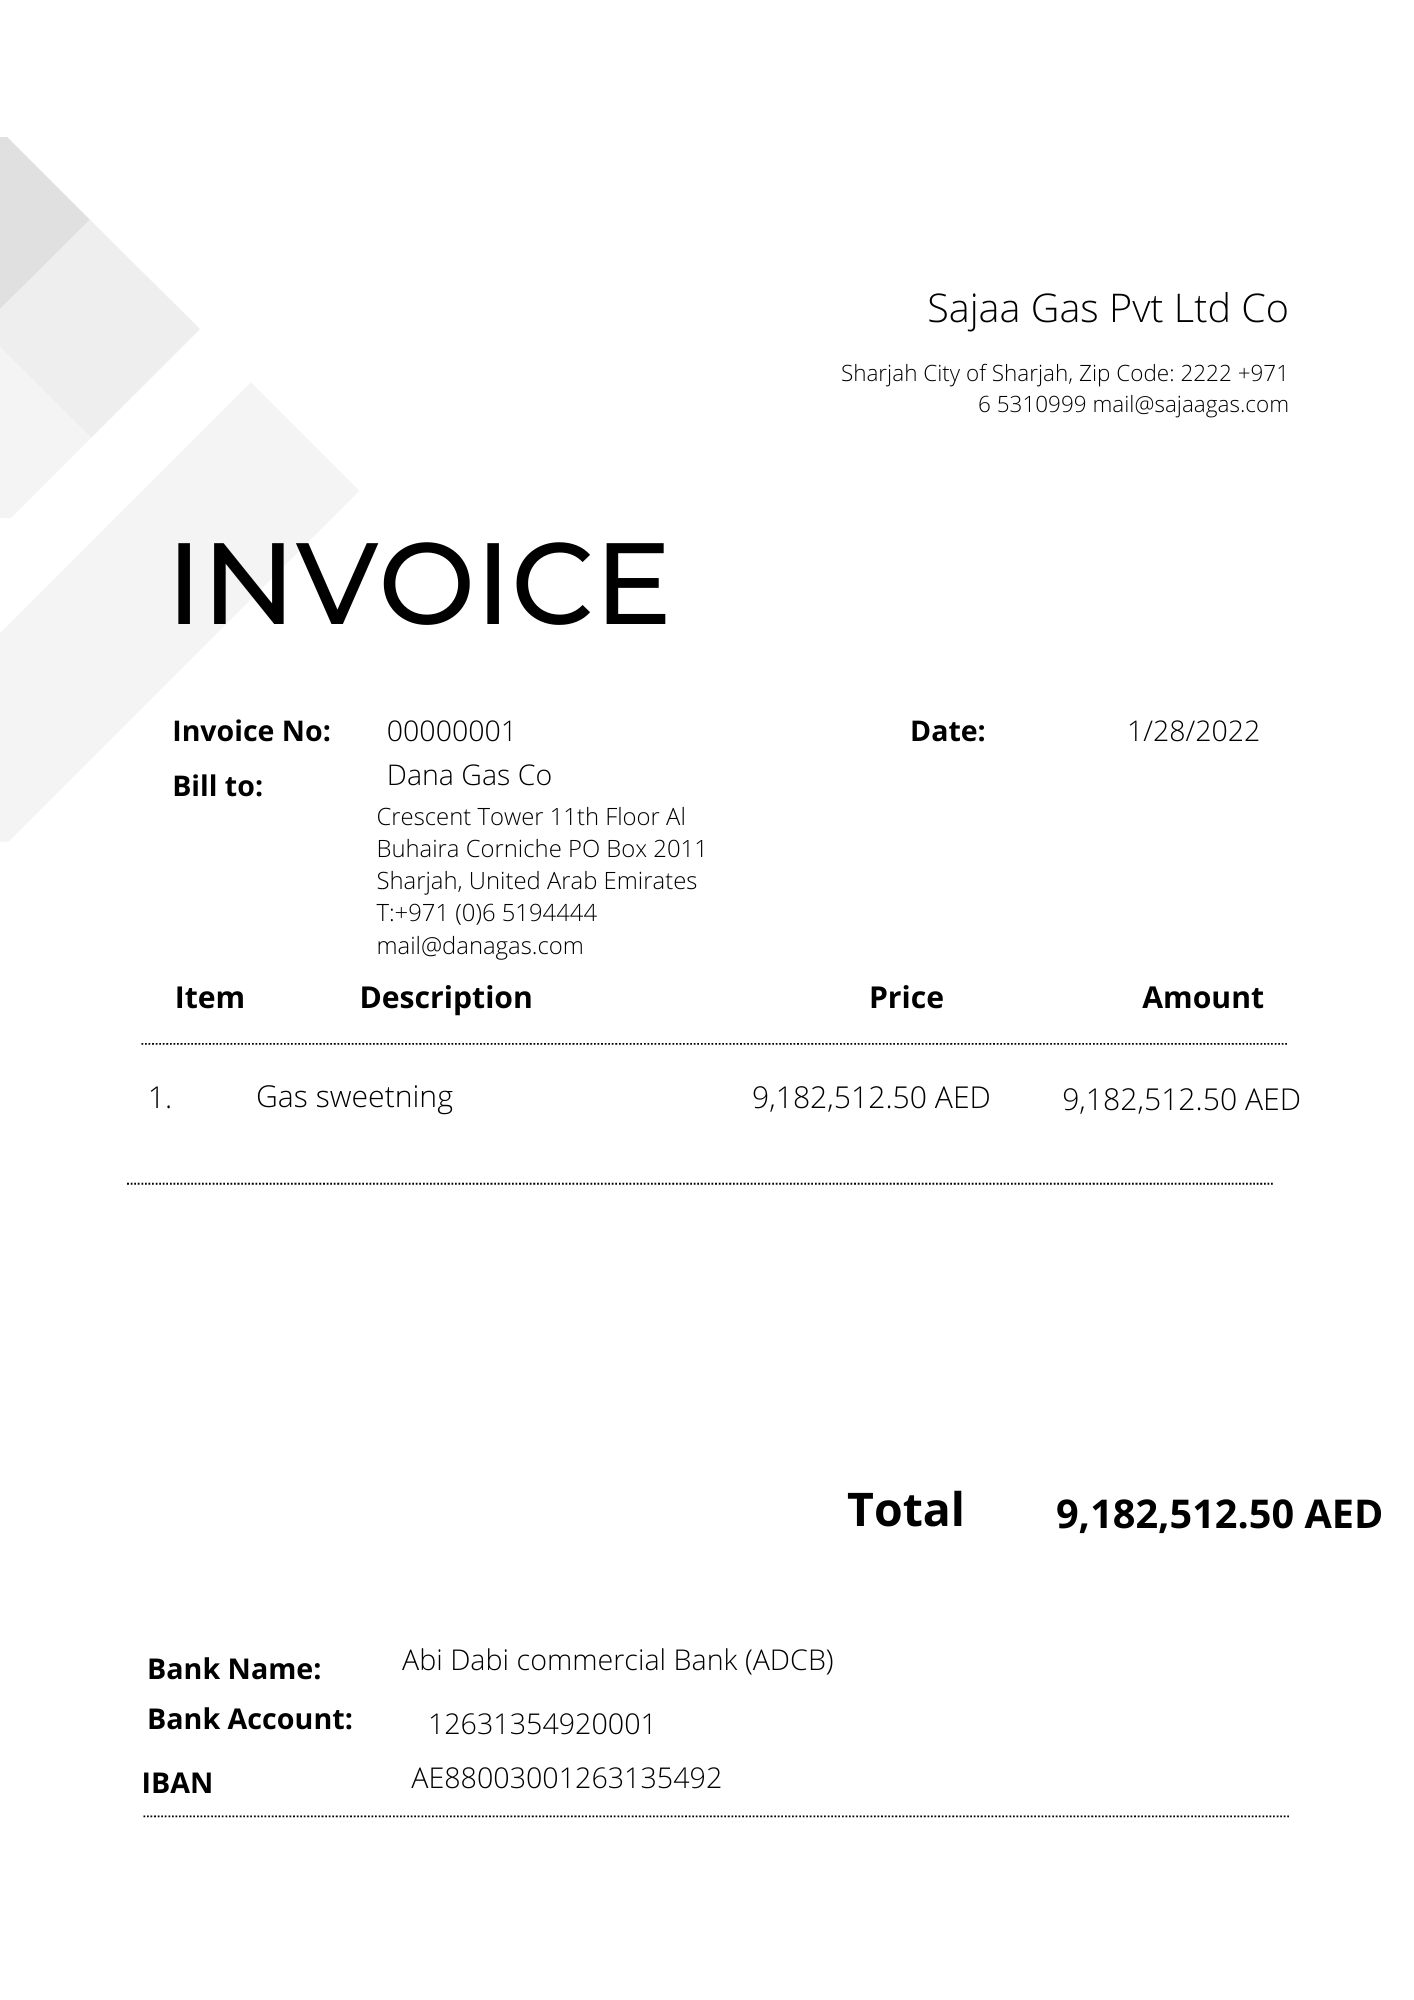 Sajaa Gas Pvt Ltd Co
Sharjah City of Sharjah, Zip Code: 2222 +971
6 5310999 mail@sajaagas.com
INVOICE
Invoice No: 00000001 Date: 1/28/2022
Bill to: Dana Gas Co
Crescent Tower 11th Floor Al
Buhaira Corniche PO Box 2011
Sharjah, United Arab Emirates
T:+971 (0)6 5194444
mail@danagas.com
Item Description Price Amount
1. Gas sweetning 9,182,512.50 AED 9,182,512.50 AED
Total 9,182,512.50 AED
Bank Name: Abi Dabi commercial Bank (ADCB)
Bank Account: 12631354920001
IBAN AE88003001263135492